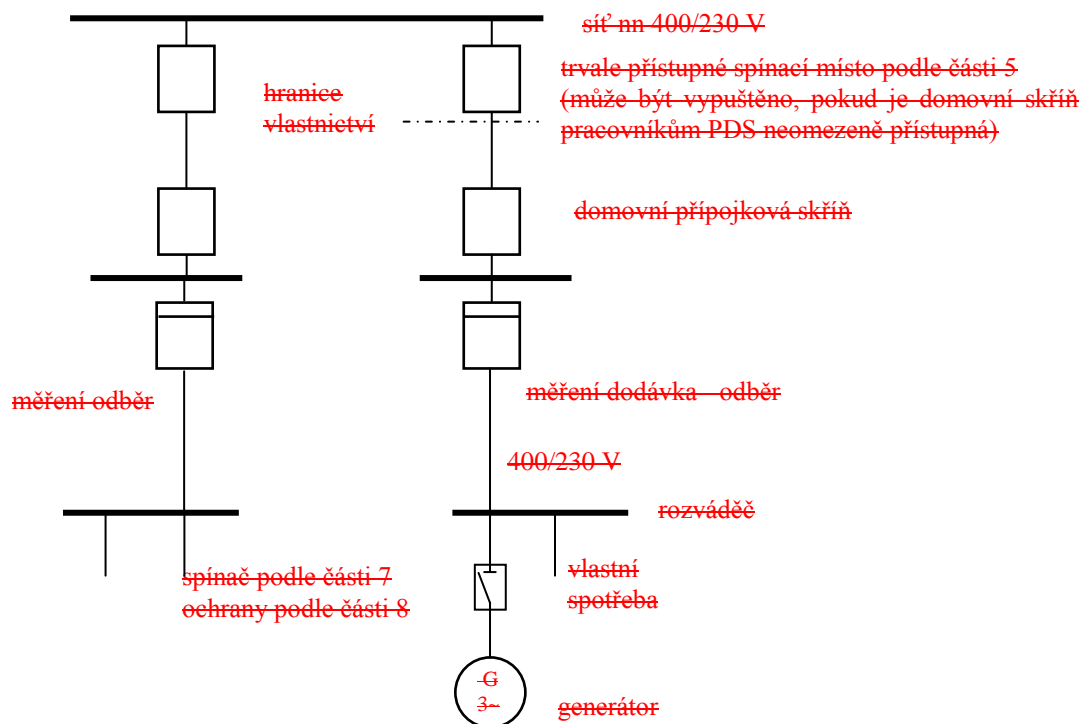 síť nn 400/230 V
trvale přístupné spínací místo podle části 5
(může být vypuštěno, pokud je domovní skříň
pracovníkům PDS neomezeně přístupná)
hranice
vlastnictví
domovní přípojková skříň
měření odběr
měření dodávka odběr
400/230 V
rozváděč
spínač podle části 7
ochrany podle části 8
vlastní
spotřeba
G
3~
generátor